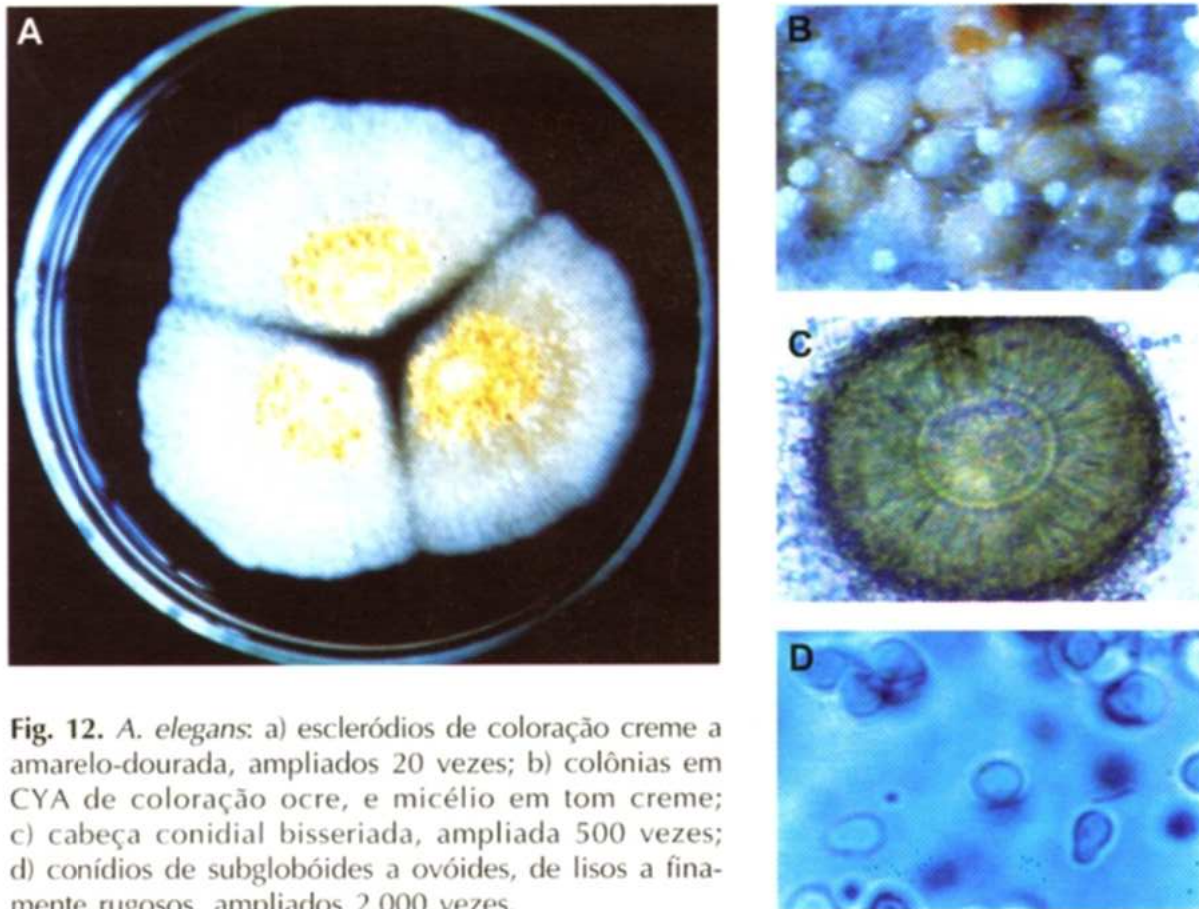 A
B
C
D
Fig. 12. A. elegans: a) escleródios de coloração creme a
amarelo-dourada, ampliados 20 vezes; b) colônias em
CYA de coloração ocre, e micélio em tom creme;
c) cabeça conidial bisseriada, ampliada 500 vezes;
d) conídios de subglobóides a ovóides, de lisos a fina-
mente rugosos, ampliados 2.000 vezes